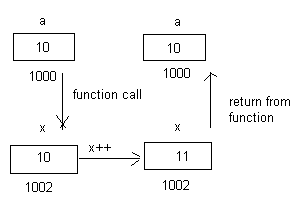 a
a
10
10
1000
1000
function call
return from
function
x
x
10
x++
11
1002
1002